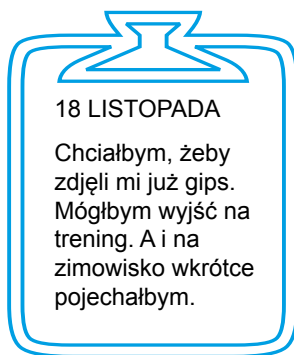 18 LISTOPADA
Chciałbym, żeby
zdjęli mi już gips.
Mógłbym wyjść na
trening. A i na
zimowisko wkrótce
pojechałbym.